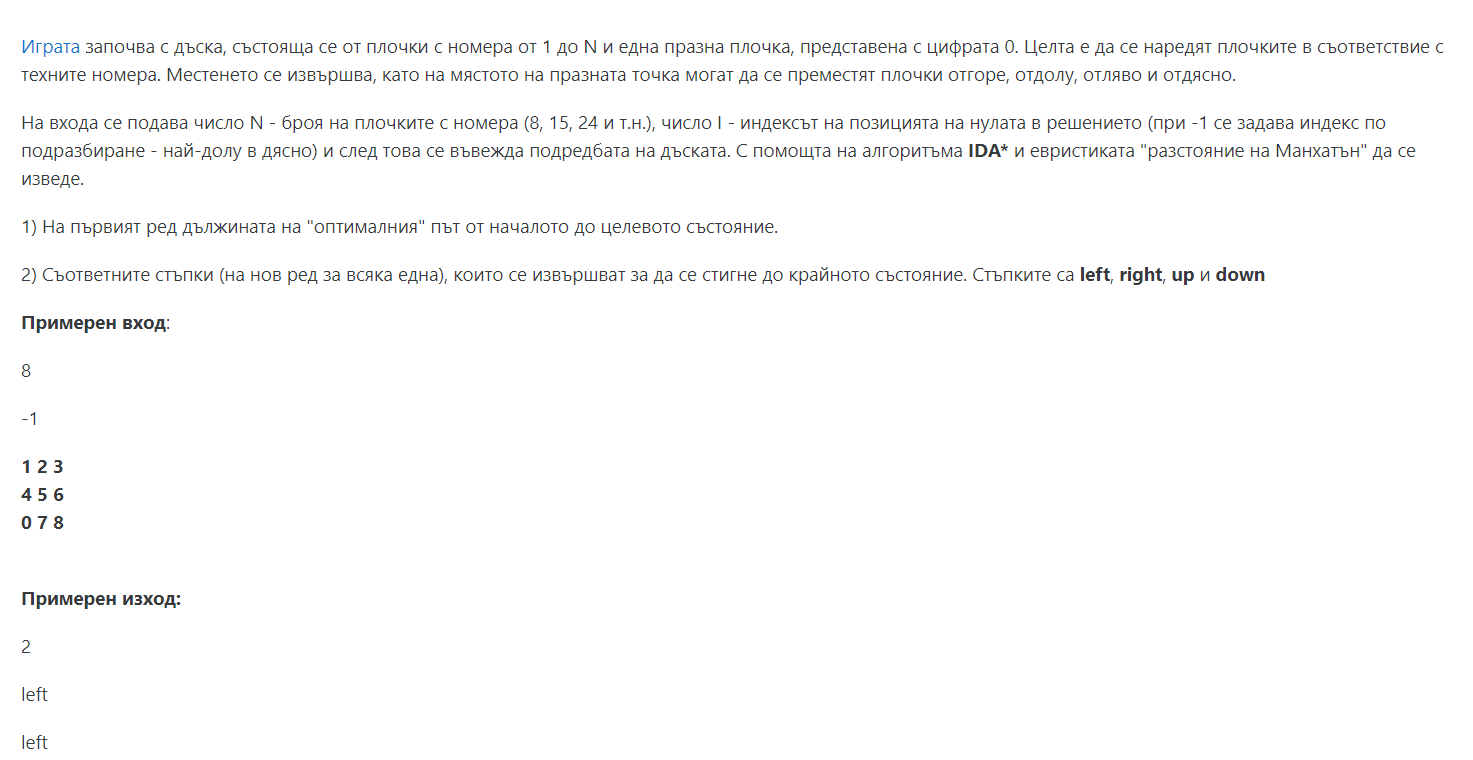 Играта започва с дъска, състояща се от плочки с номера от 1 до N и една празна плочка, представена с цифрата 0. Целта е да се наредят плочките в съответствие с
техните номера. Местенето се извършва, като на мястото на празната точка могат да се преместят плочки отгоре, отдолу, отляво и отдясно.
На входа се подава число N - броя на плочките с номера (8, 15, 24 и т.н.), число I - индексът на позицията на нулата в решението (при -1 се задава индекс по
подразбиране - най-долу в дясно) и след това се въвежда подредбата на дъската. С помощта на алгоритъма IDA* и евристиката "разстояние на Манхатън" да се
изведе.
1) На първият ред дължината на "оптималния" път от началото до целевото състояние.
2) Съответните стъпки (на нов ред за всяка една), които се извършват за да се стигне до крайното състояние. Стъпките са left, right, up и down
Примерен вход:
8
-1
1 2 3
4 5 6
0 7 8
Примерен изход:
2
left
left